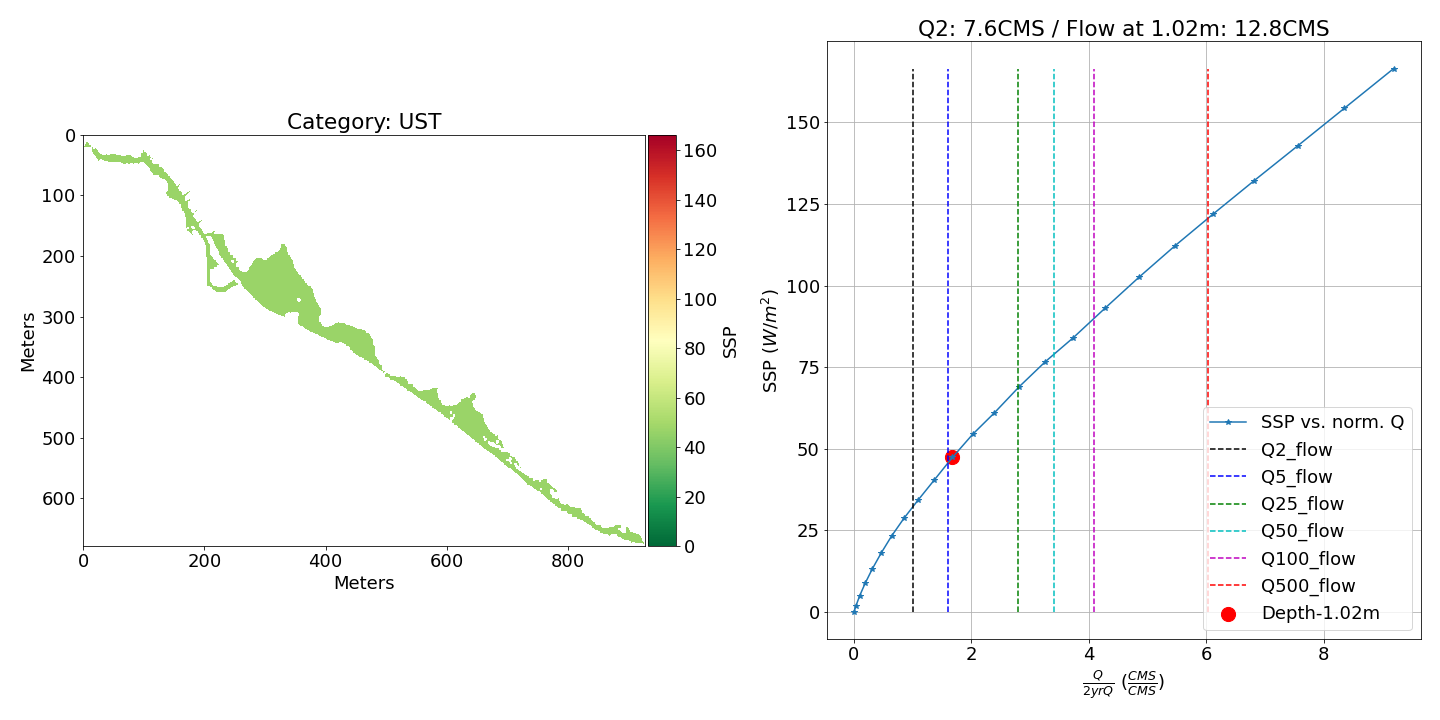 Category: UST
0
100
200
300
400
500
600
Meters
0
200
400
600
800
Meters
160
140
120
100
80
60
40
20
0
SSP
Q2: 7.6CMS / Flow at 1.02m: 12.8CMS
150
125
100
75
50
25
0
SSP (W/m²)
0
2
4
6
8
Q/2yrQ (CMS/CMS)
SSP vs. norm. Q
Q2_flow
Q5_flow
Q25_flow
Q50_flow
Q100_flow
Q500_flow
Depth-1.02m